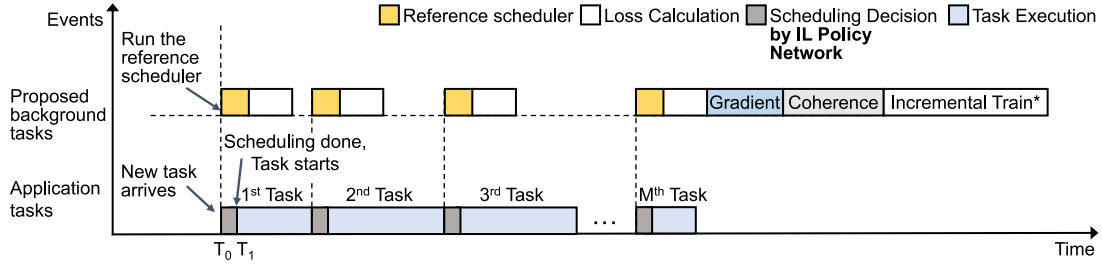 Events
Reference scheduler
Loss Calculation
Scheduling Decision
by IL Policy
Network
Task Execution
Run the
reference
scheduler
Proposed
background
tasks
Gradient
Coherence
Incremental Train*
Scheduling done,
Task starts
New task
arrives
Application
tasks
1st Task
2nd Task
3rd Task
...
Mth Task
T0 T1
Time